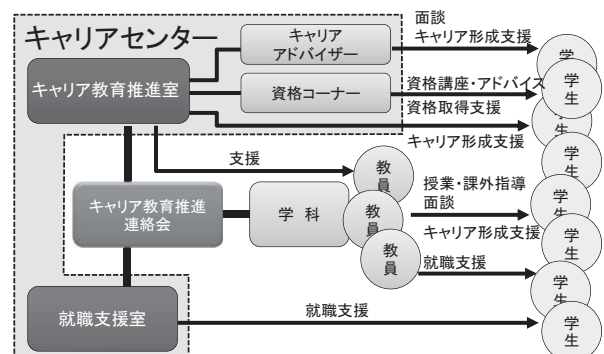 キャリアセンター
キャリア
アドバイザー
面談
キャリア形成支援
キャリア教育推進室
資格コーナー
資格講座・アドバイス
資格取得支援
キャリア形成支援
支援
教員
教員
教員
キャリア教育推進
連絡会
学 科
授業・課外指導
面談
キャリア形成支援
就職支援
就職支援室
就職支援
学
学生
生
学生
学生
学生
学生
学生